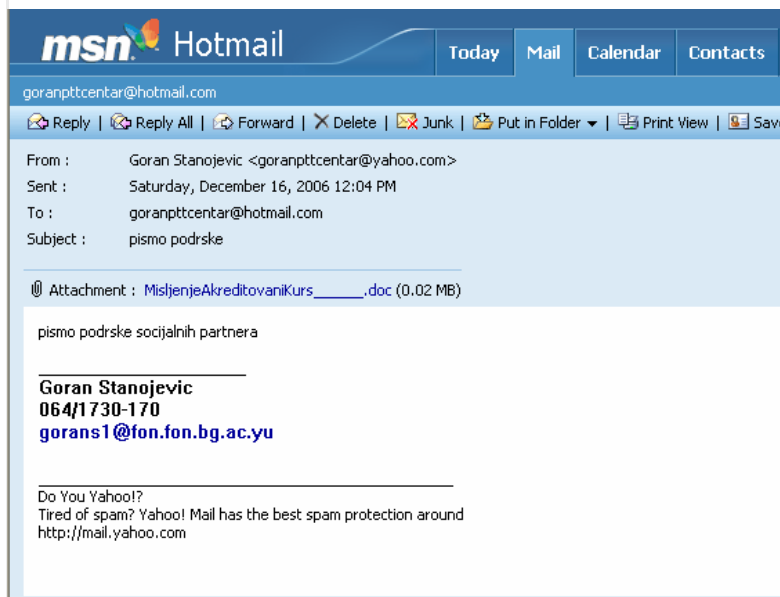 msn Hotmail Today Mail Calendar Contacts
goranpttcentar@hotmail.com
Reply | Reply All | Forward | Delete | Junk | Put in Folder | Print View | Sav
From : Goran Stanojevic <goranpttcentar@yahoo.com>
Sent : Saturday, December 16, 2006 12:04 PM
To : goranpttcentar@hotmail.com
Subject : pismo podrske
Attachment : MisljenjeAkreditovaniKurs______.doc (0.02 MB)
pismo podrske socijalnih partnera
Goran Stanojevic
064/1730-170
gorans1@fon.fon.bg.ac.yu
Do You Yahoo!?
Tired of spam? Yahoo! Mail has the best spam protection around
http://mail.yahoo.com